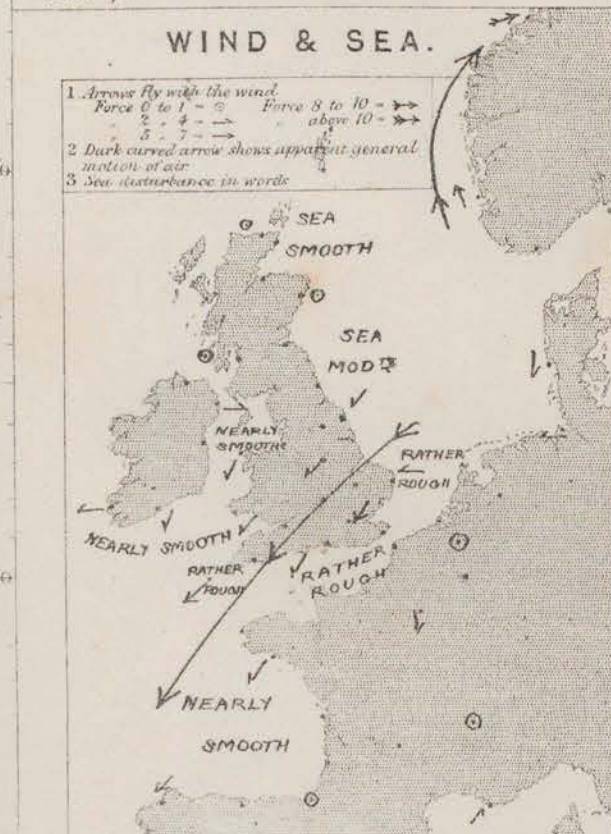 WIND & SEA.
1 Arrows fly with the wind
Force 0 to 1 = ⊙ Force 8 to 10 =
" 2 " 4 = " above 10 =
" 5 " 7 =
2 Dark curved arrow shows apparent general
motion of air
3 Sea disturbance in words
SEA
SMOOTH
SEA
MODTE
NEARLY
SMOOTH
RATHER
ROUGH
NEARLY SMOOTH
RATHER
ROUGH
RATHER
ROUGH
NEARLY
SMOOTH